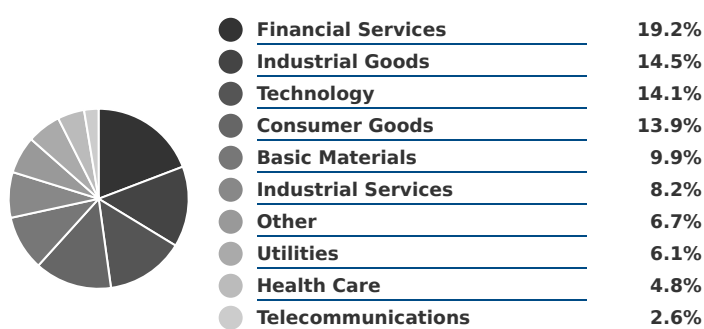 Financial Services 19.2%
Industrial Goods 14.5%
Technology 14.1%
Consumer Goods 13.9%
Basic Materials 9.9%
Industrial Services 8.2%
Other 6.7%
Utilities 6.1%
Health Care 4.8%
Telecommunications 2.6%